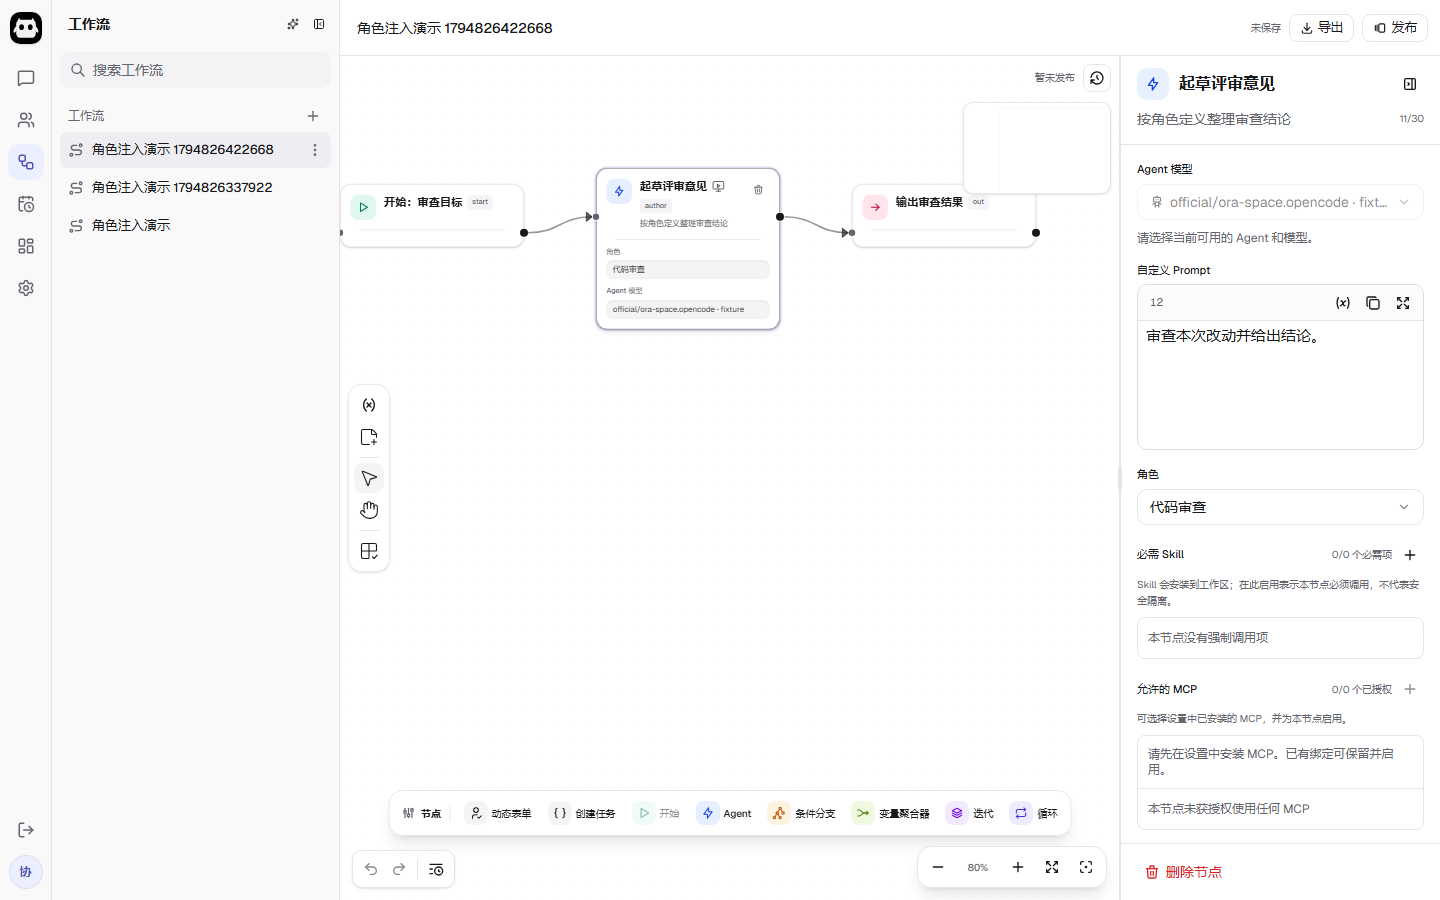 工作流
搜索工作流
工作流
角色注入演示 1794826422668
角色注入演示 1794826337922
角色注入演示
协
角色注入演示 1794826422668
未保存
导出
发布
暂未发布
开始：审查目标
start
起草评审意见
author
按角色定义整理审查结论
角色
代码审查
Agent 模型
official/ora-space.opencode · fixture
输出审查结果
out
节点
动态表单
创建任务
开始
Agent
条件分支
变量聚合器
迭代
循环
80%
起草评审意见
按角色定义整理审查结论
11/30
Agent 模型
official/ora-space.opencode · fixt...
请选择当前可用的 Agent 和模型。
自定义 Prompt
12
审查本次改动并给出结论。
角色
代码审查
必需 Skill
0/0 个必需项
Skill 会安装到工作区；在此启用表示本节点必须调用，不代表安
全隔离。
本节点没有强制调用项
允许的 MCP
0/0 个已授权
可选择设置中已安装的 MCP，并为本节点启用。
请先在设置中安装 MCP。已有绑定可保留并启
用。
本节点未获授权使用任何 MCP
删除节点